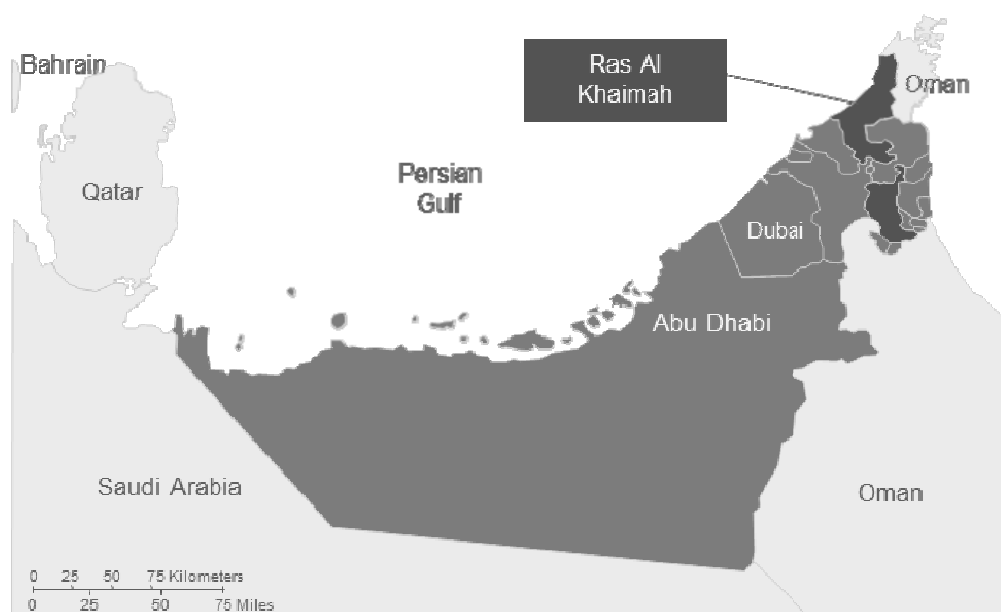 Bahrain
Ras Al
Khaimah
Oman
Qatar
Persian
Gulf
Dubai
Abu Dhabi
Saudi Arabia
Oman
0 25 50 75 Kilometers
0 25 50 75 Miles